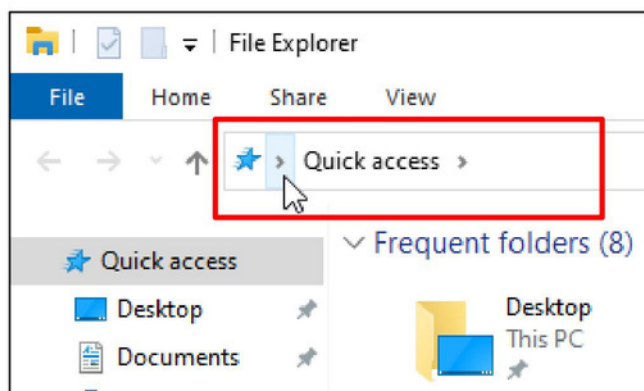 File Explorer
File Home Share View
Quick access
Quick access
Frequent folders (8)
Desktop
Documents
Desktop
This PC